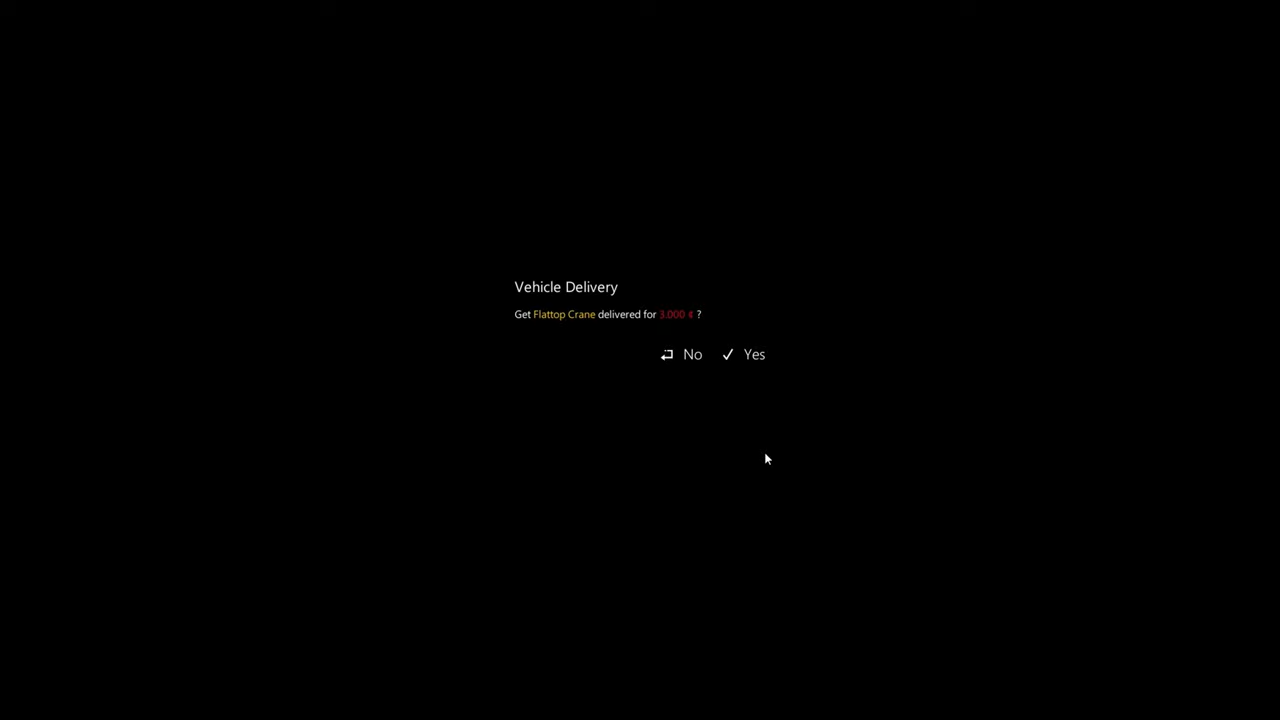 Vehicle Delivery
Get Flattop Crane delivered for 3.000 ¢ ?
No Yes